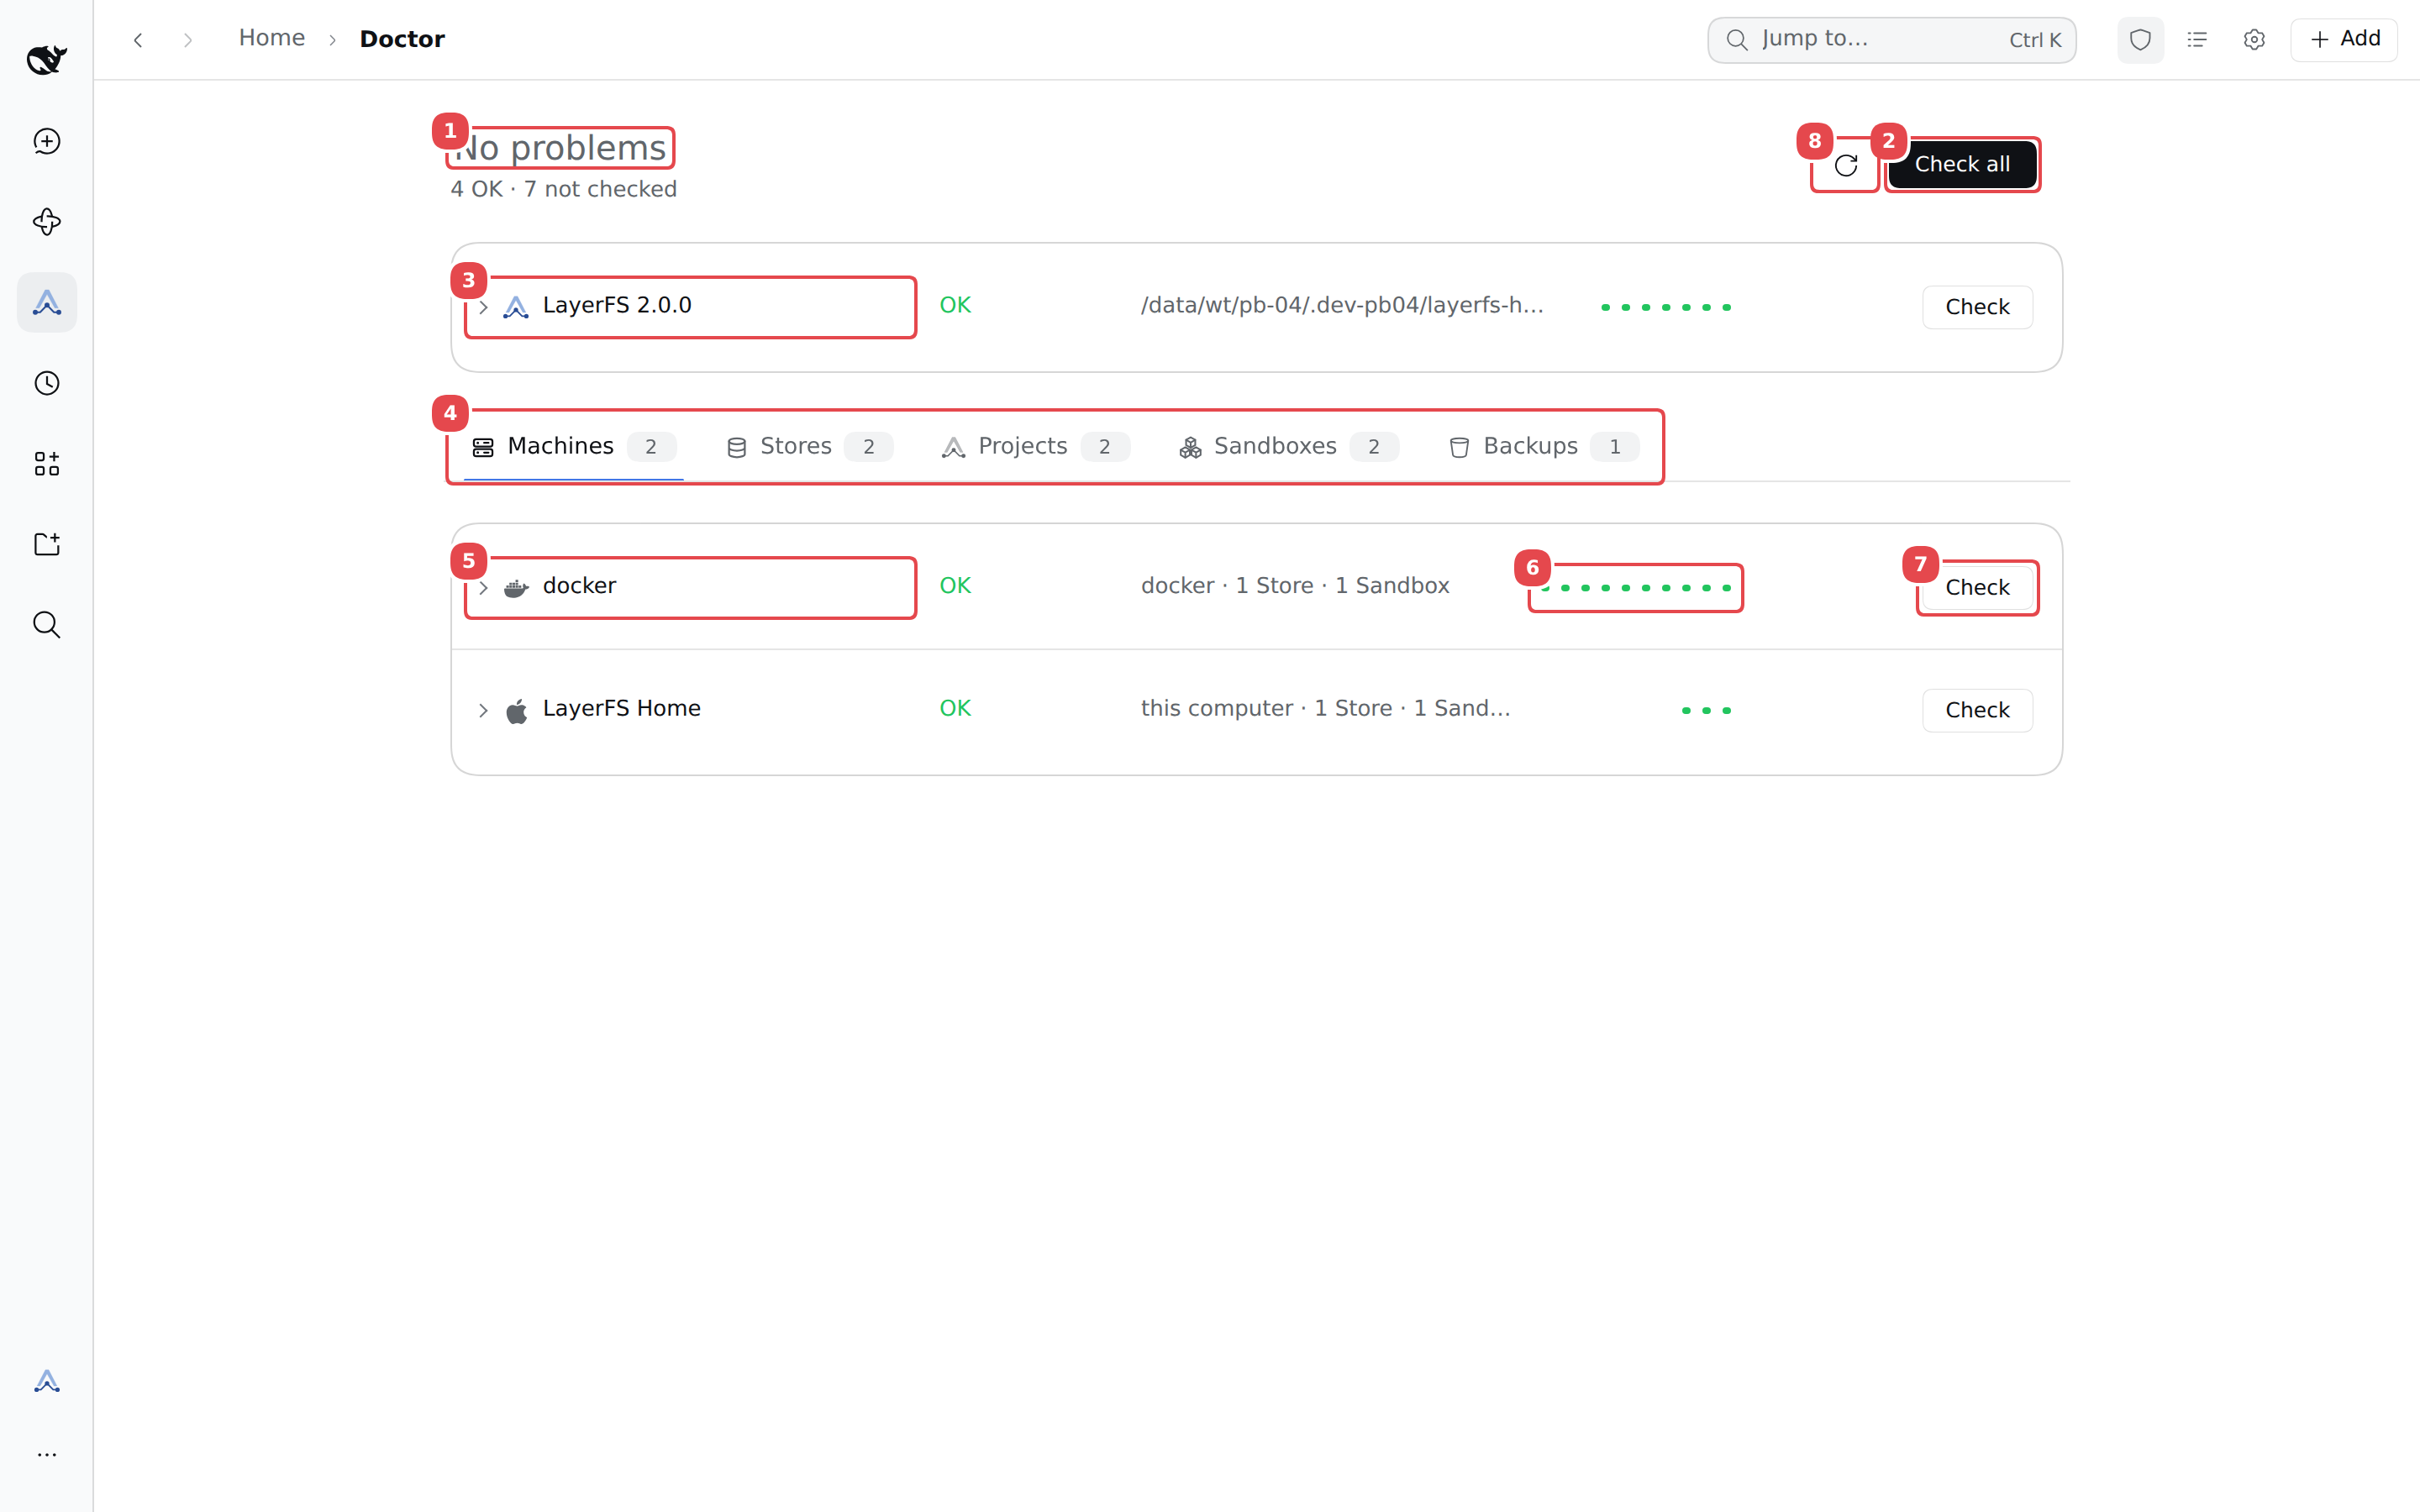 Home › Doctor
Jump to... Ctrl K
+ Add
1
No problems
4 OK · 7 not checked
8
2
Check all
3
LayerFS 2.0.0 OK /data/wt/pb-04/.dev-pb04/layerfs-h... Check
4
Machines 2 Stores 2 Projects 2 Sandboxes 2 Backups 1
5
6
7
docker OK docker · 1 Store · 1 Sandbox Check
LayerFS Home OK this computer · 1 Store · 1 Sand... Check